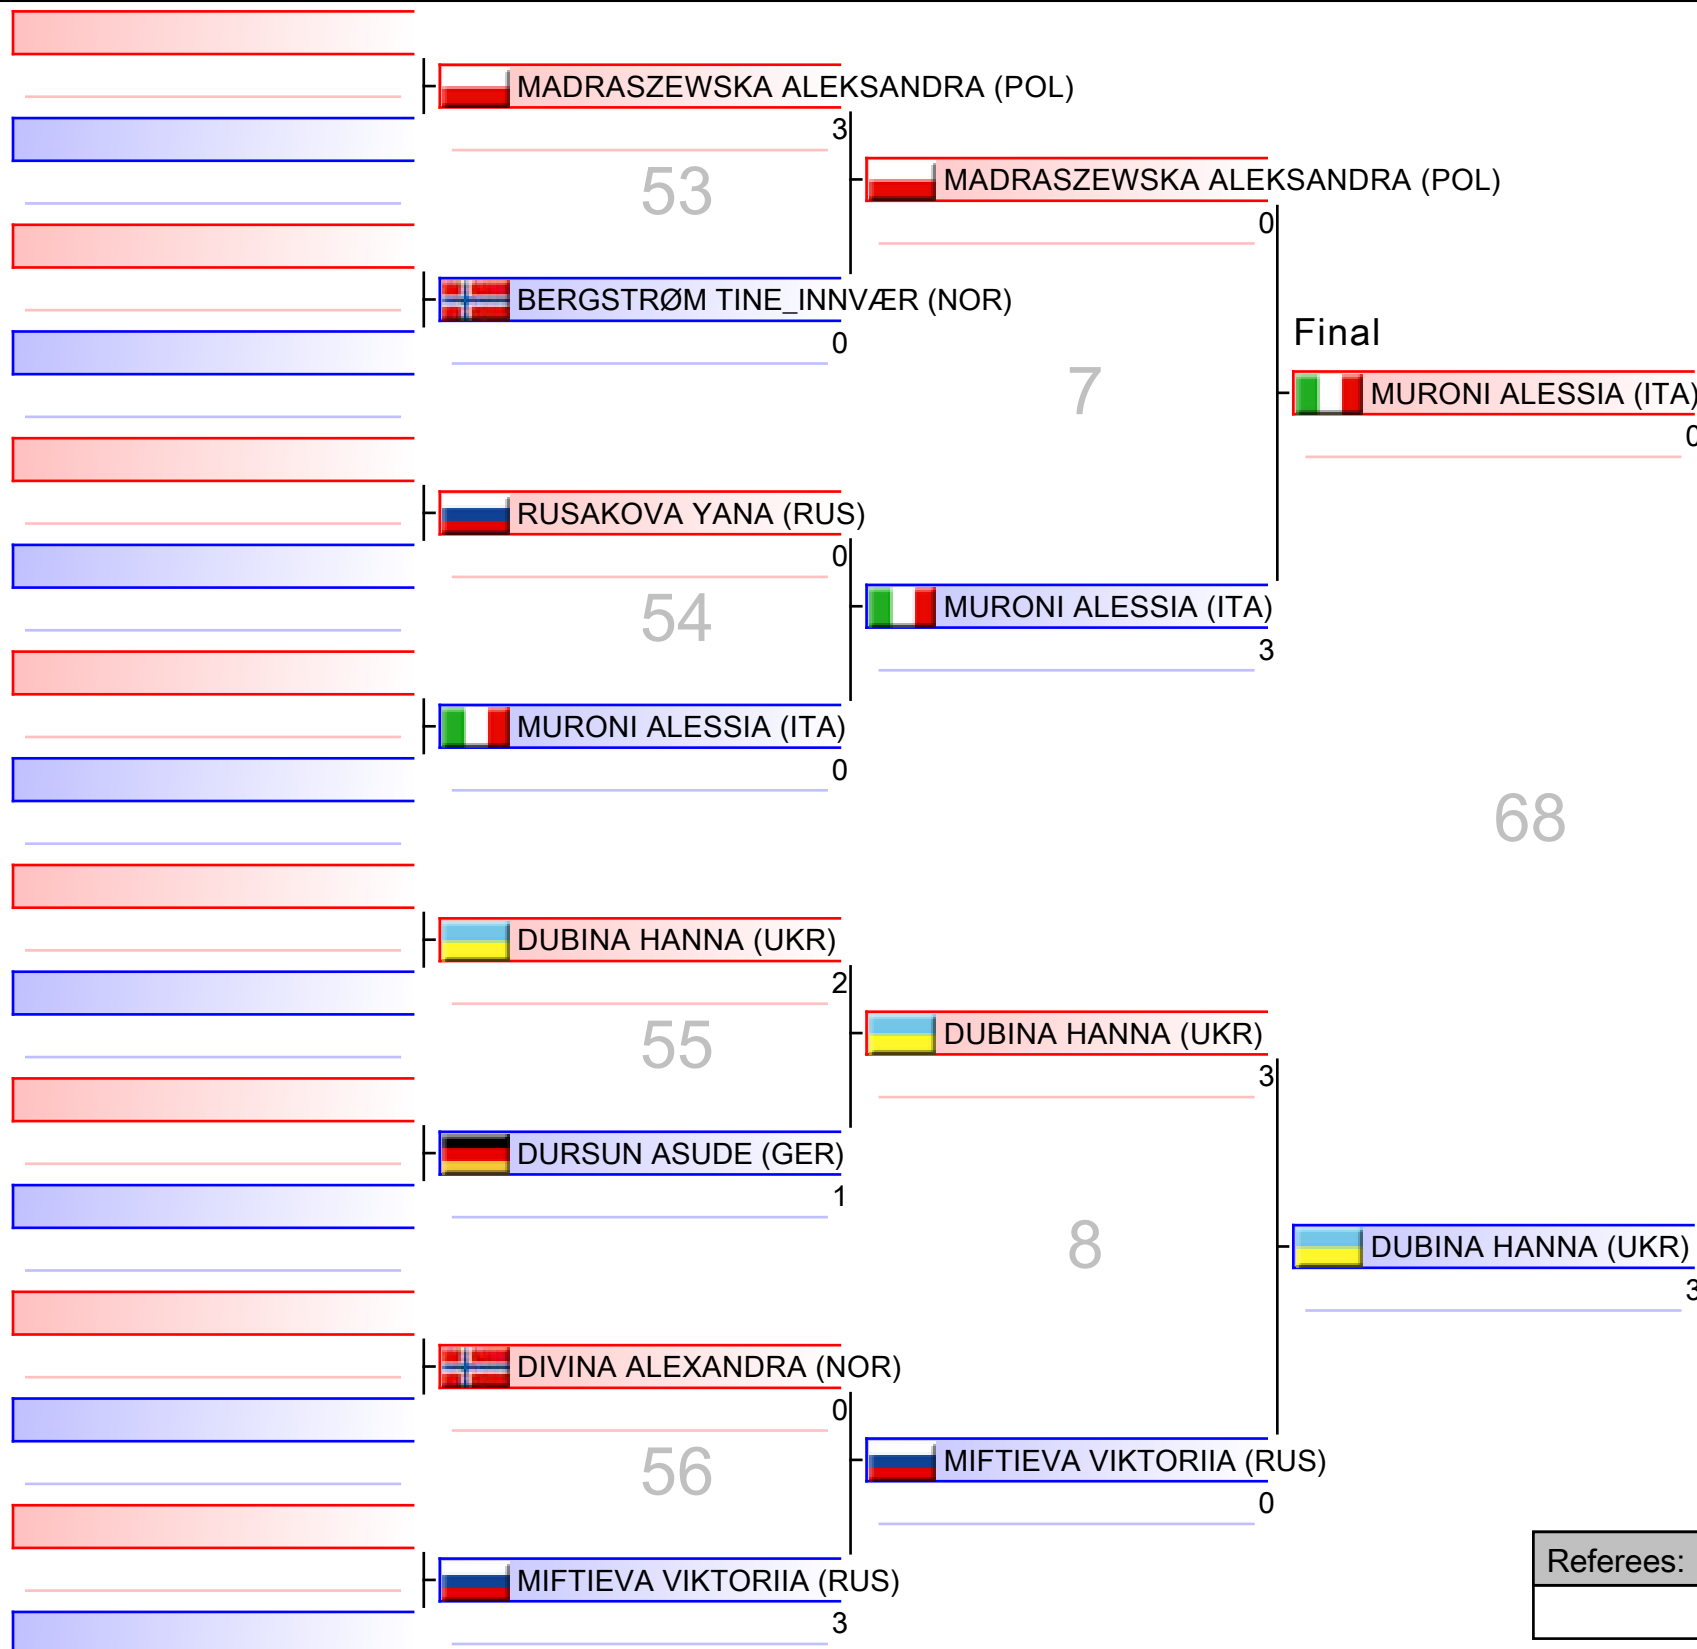 MADRASZEWSKA ALEKSANDRA (POL)
3
53
BERGSTRØM TINE_INNVÆR (NOR)
0
RUSAKOVA YANA (RUS)
0
54
MURONI ALESSIA (ITA)
0
DUBINA HANNA (UKR)
2
55
DURSUN ASUDE (GER)
1
DIVINA ALEXANDRA (NOR)
0
56
MIFTIEVA VIKTORIIA (RUS)
3
MADRASZEWSKA ALEKSANDRA (POL)
0
7
MURONI ALESSIA (ITA)
3
DUBINA HANNA (UKR)
3
8
MIFTIEVA VIKTORIIA (RUS)
0
Final
MURONI ALESSIA (ITA)
0
68
DUBINA HANNA (UKR)
3
Referees: